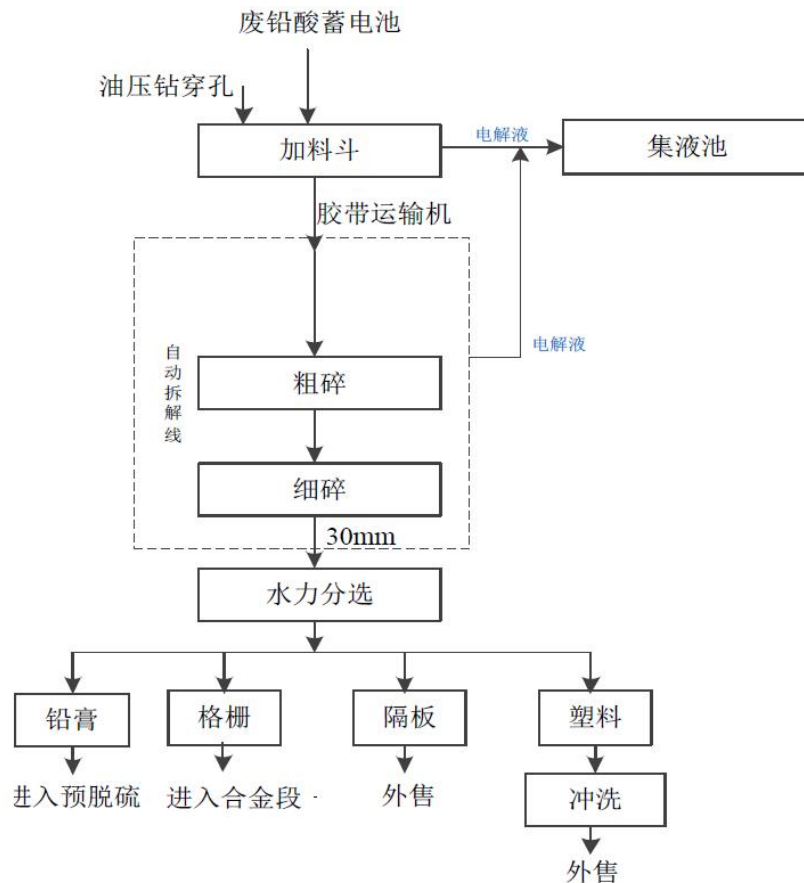 废铅酸蓄电池
油压钻穿孔
加料斗
电解液
集液池
胶带运输机
自动拆解线
电解液
粗碎
细碎
30mm
水力分选
铅膏
格栅
隔板
塑料
进入预脱硫
进入合金段
外售
冲洗
外售